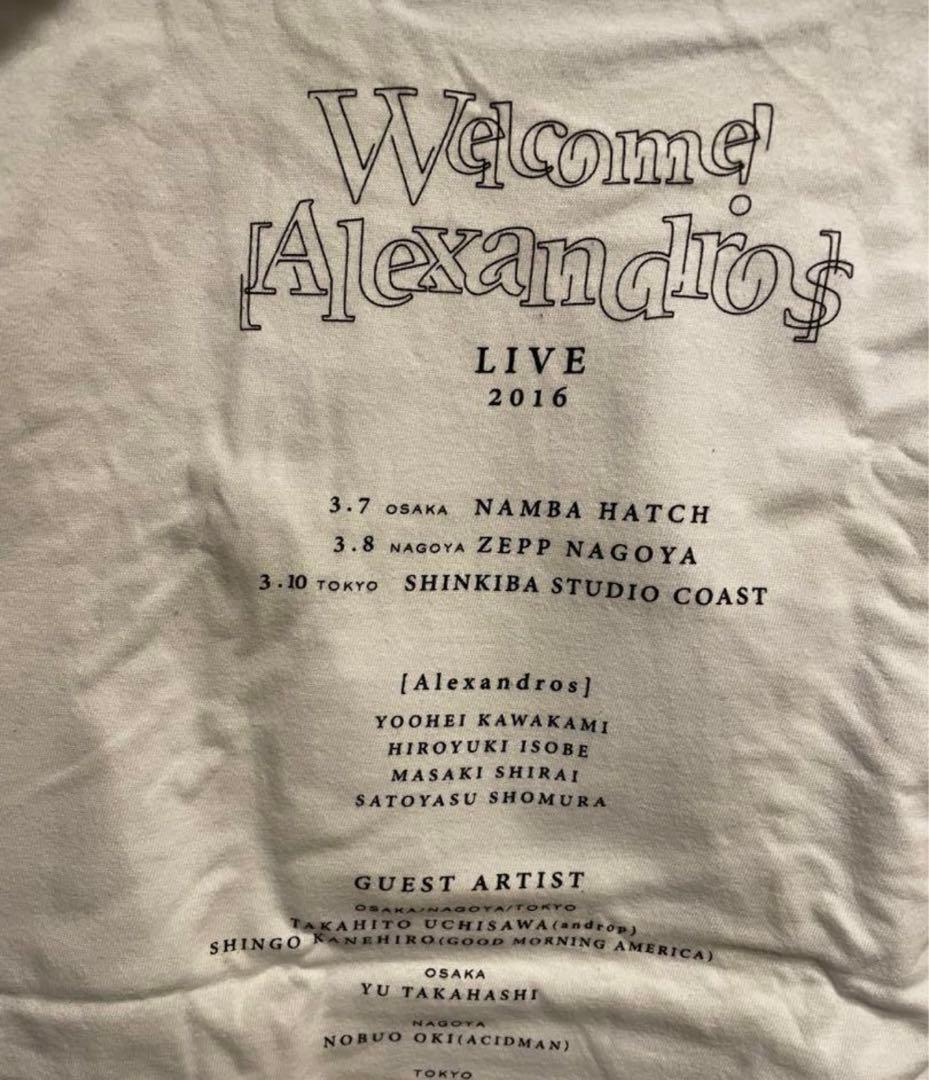 Welcome!
[Alexandros]
LIVE
2016
3.7 OSAKA NAMBA HATCH
3.8 NAGOYA ZEPP NAGOYA
3.10 TOKYO SHINKIBA STUDIO COAST
[Alexandros]
YOOHEI KAWAKAMI
HIROYUKI ISOBE
MASAKI SHIRAI
SATOYASU SHOMURA
GUEST ARTIST
OSAKA/NAGOYA/TOKYO
TAKAHITO UCHISAWA(androp)
SHINGO KANEHIRO(GOOD MORNING AMERICA)
OSAKA
YU TAKAHASHI
NAGOYA
NOBUO OKI(ACIDMAN)
TOKYO